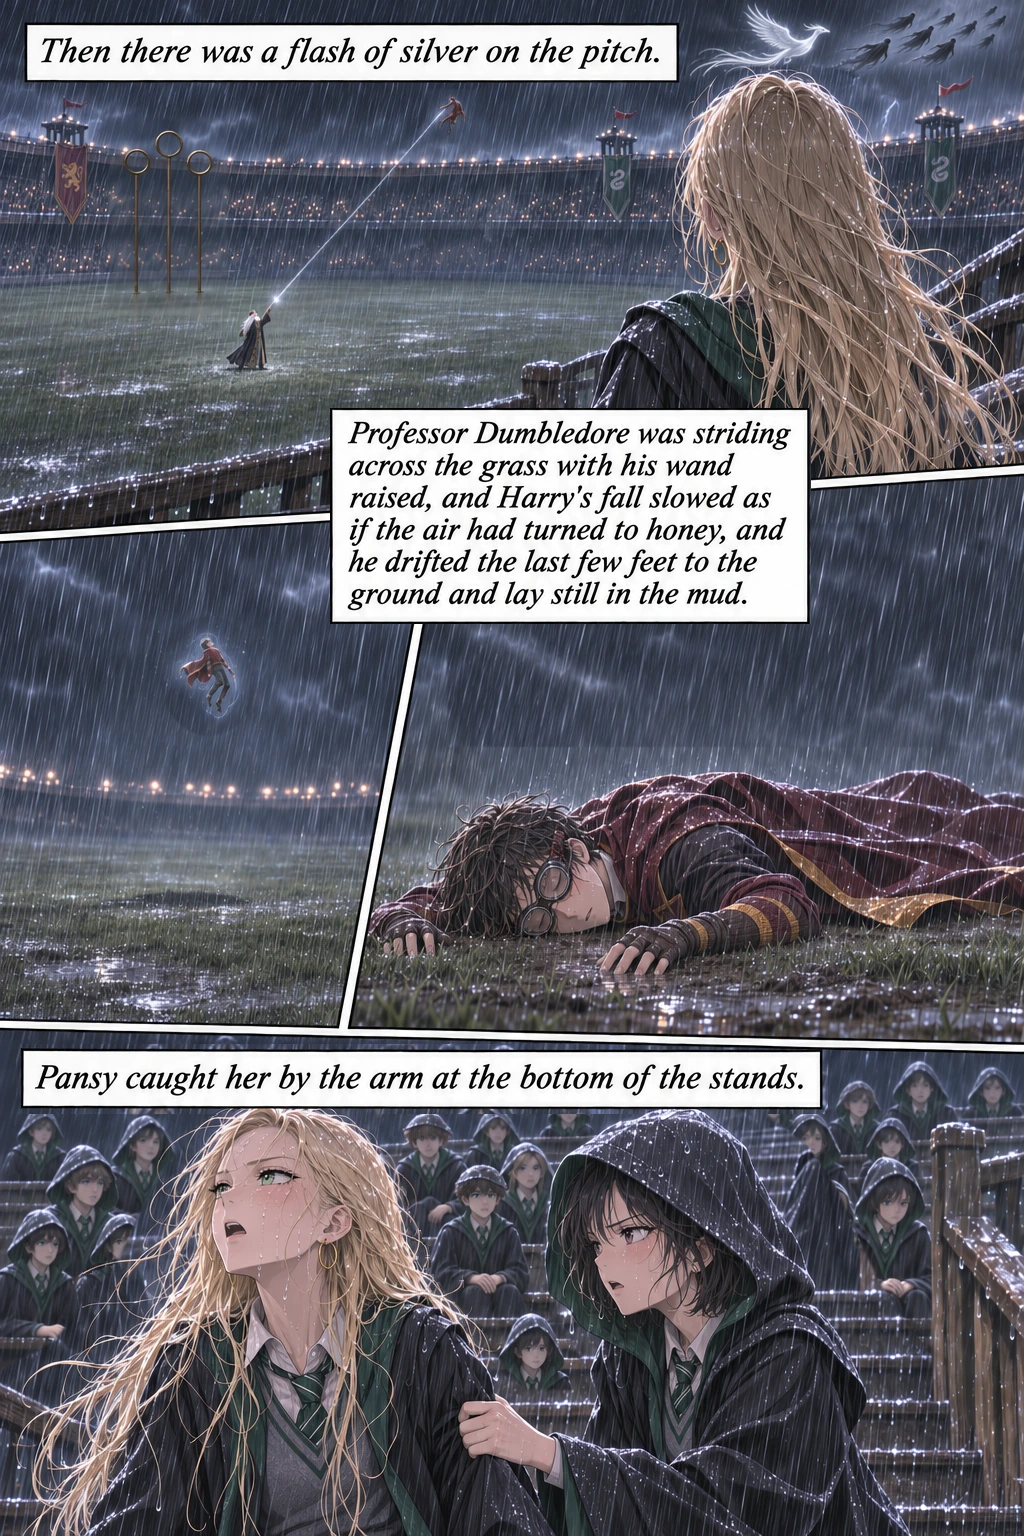 Then there was a flash of silver on the pitch.
Professor Dumbledore was striding
across the grass with his wand
raised, and Harry's fall slowed as
if the air had turned to honey, and
he drifted the last few feet to the
ground and lay still in the mud.
Pansy caught her by the arm at the bottom of the stands.